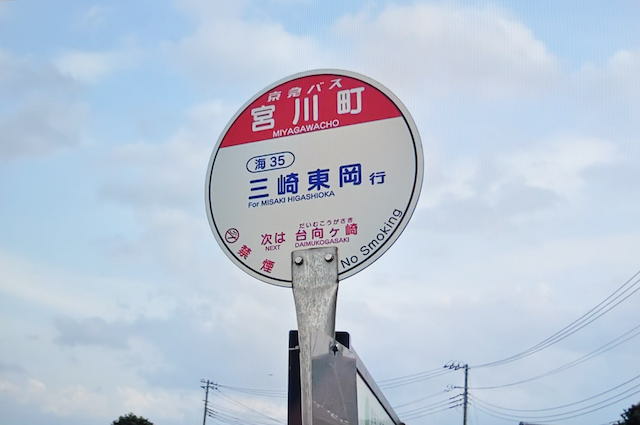 京急バス
宮川町
MIYAGAWACHO
海35
三崎東岡行
For MISAKI HIGASHIOKA
だいむこうがさき
次は 台向ヶ崎
NEXT DAIMUKOGASAKI
禁煙
No Smoking